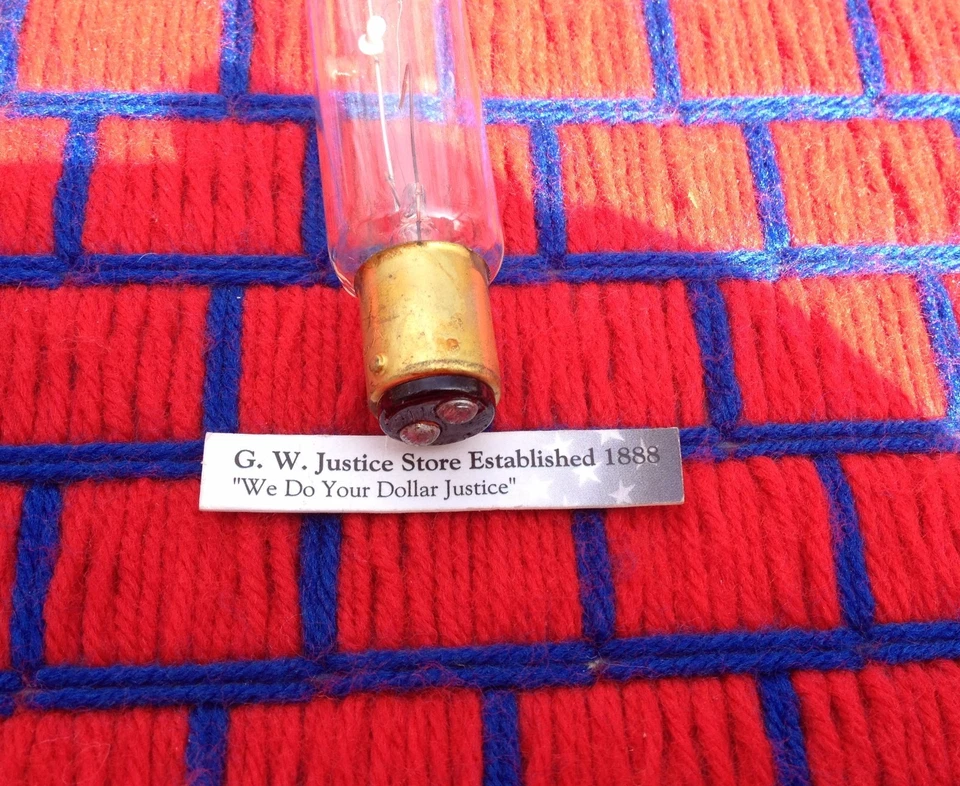 G. W. Justice Store Established 1888
"We Do Your Dollar Justice"